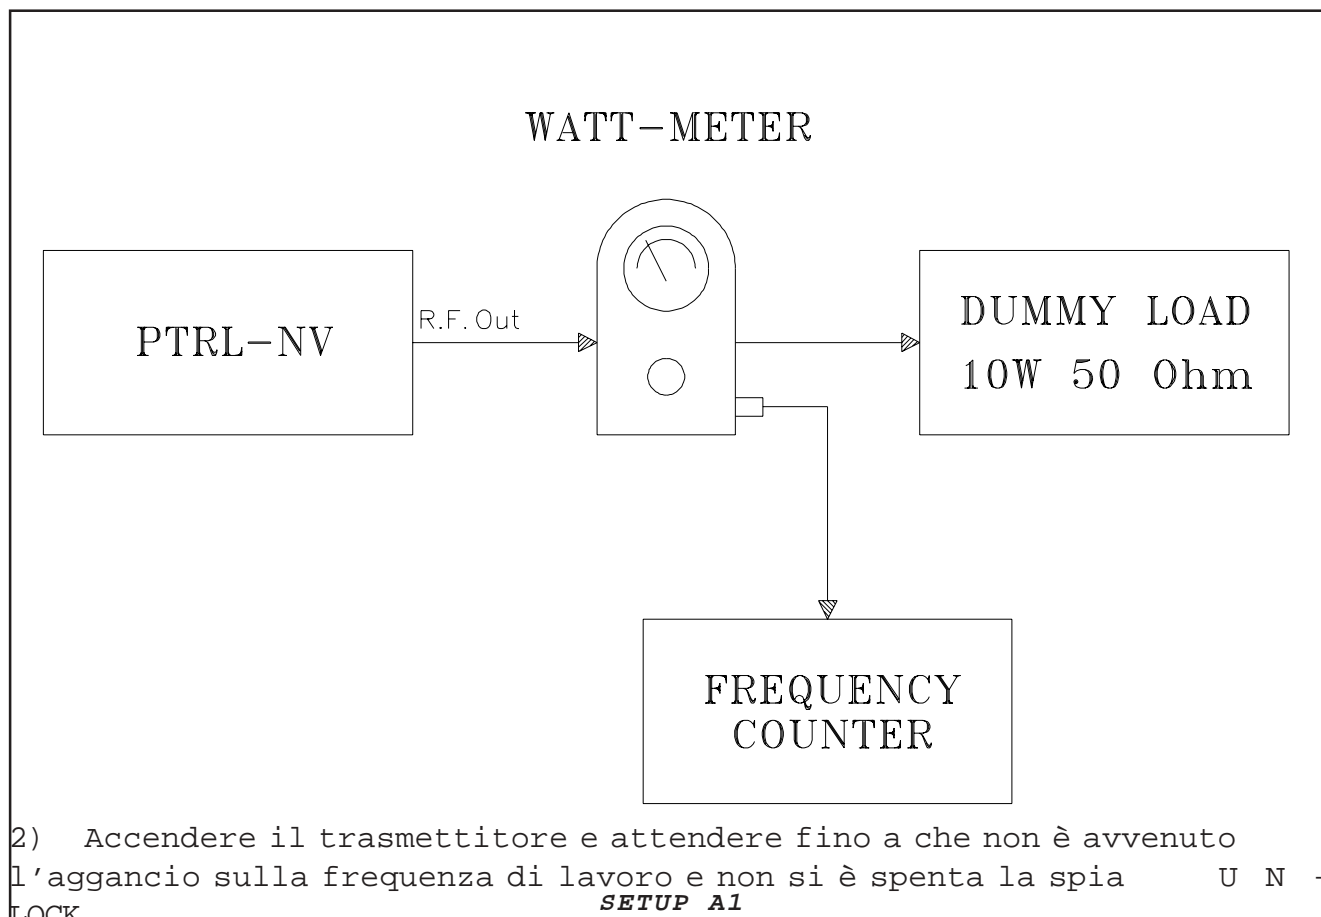 WATT-METER
PTRL-NV
R.F. Out
DUMMY LOAD
10W 50 Ohm
FREQUENCY
COUNTER
2) Accendere il trasmettitore e attendere fino a che non è avvenuto
l'aggancio sulla frequenza di lavoro e non si è spenta la spia U N -
LOCK
SETUP A1